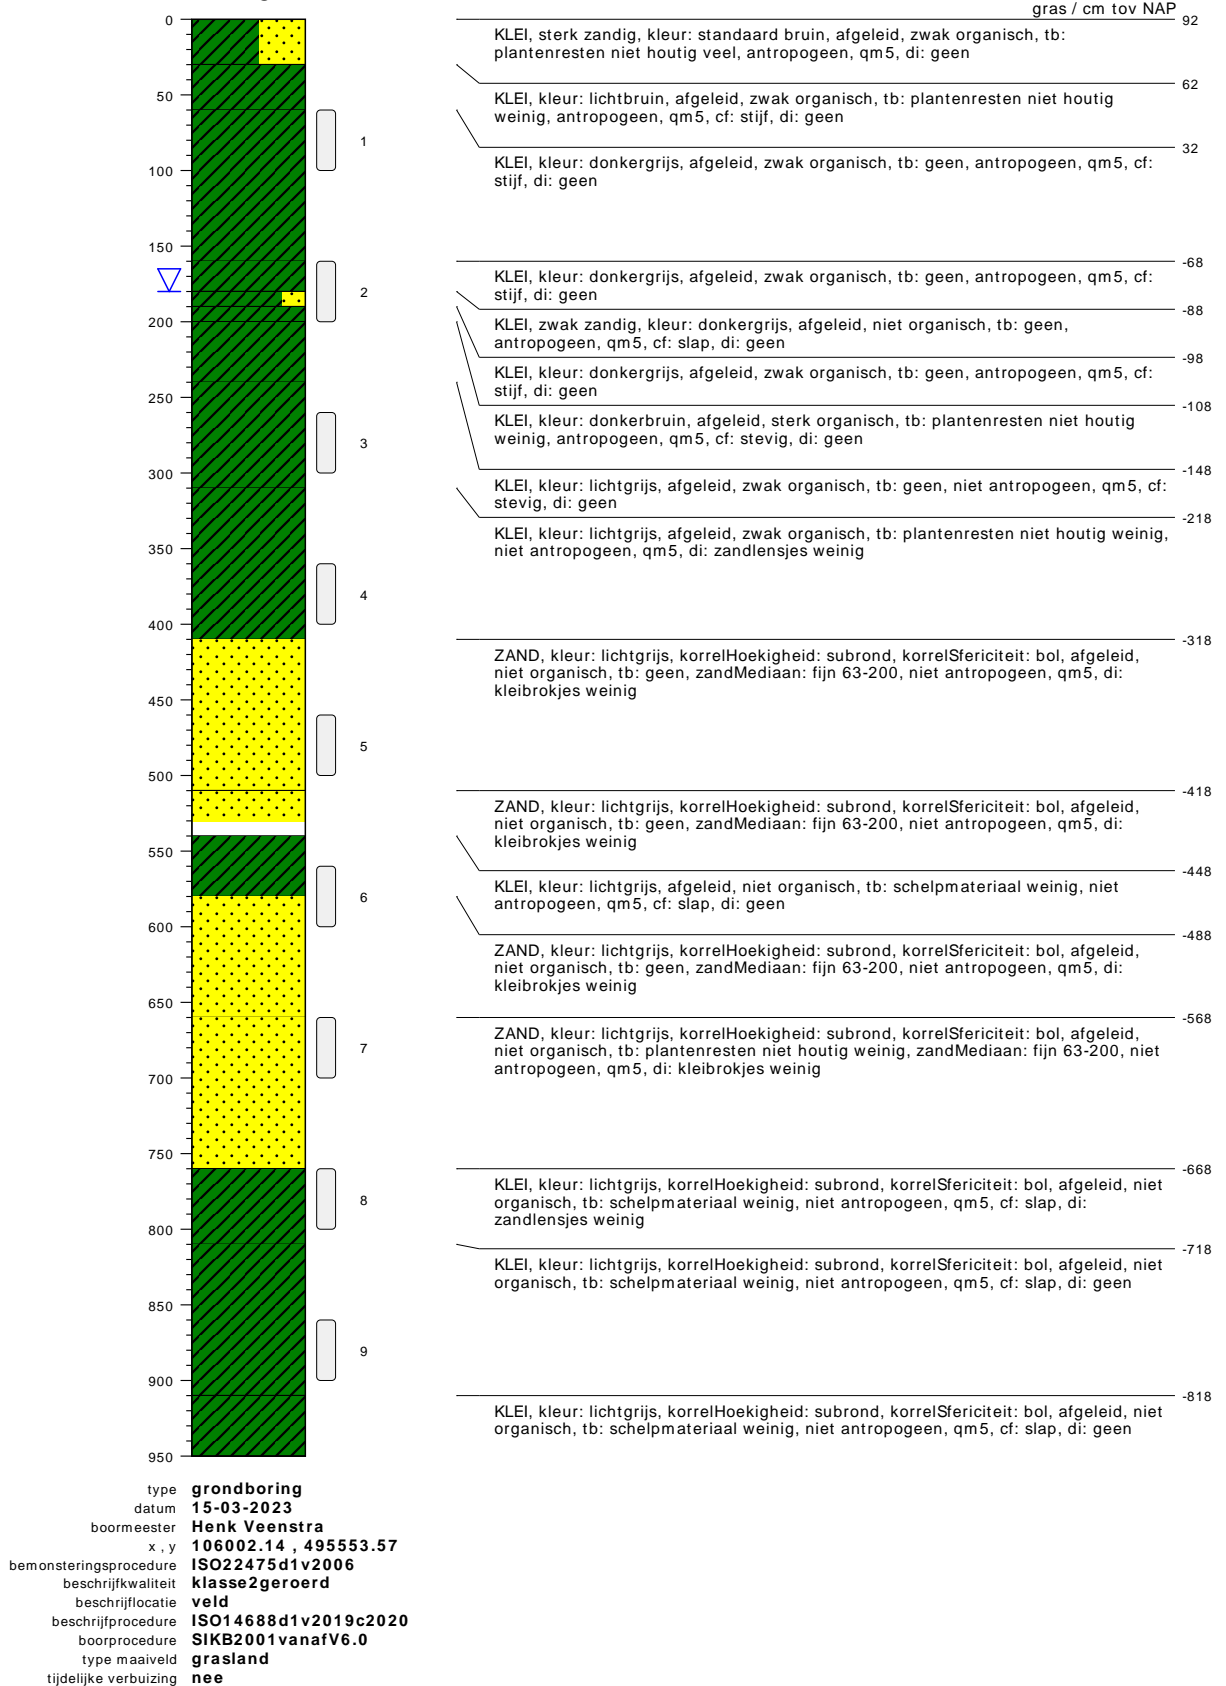 gras / cm tov NAP
0
50
100
150
200
250
300
350
400
450
500
550
600
650
700
750
800
850
900
950
1
2
3
4
5
6
7
8
9
92
KLEI, sterk zandig, kleur: standaard bruin, afgeleid, zwak organisch, tb:
plantenresten niet houtig veel, antropogeen, qm5, di: geen
62
KLEI, kleur: lichtbruin, afgeleid, zwak organisch, tb: plantenresten niet houtig
weinig, antropogeen, qm5, cf: stijf, di: geen
32
KLEI, kleur: donkergrijs, afgeleid, zwak organisch, tb: geen, antropogeen, qm5, cf:
stijf, di: geen
-68
KLEI, kleur: donkergrijs, afgeleid, zwak organisch, tb: geen, antropogeen, qm5, cf:
stijf, di: geen
-88
KLEI, zwak zandig, kleur: donkergrijs, afgeleid, niet organisch, tb: geen,
antropogeen, qm5, cf: slap, di: geen
-98
KLEI, kleur: donkergrijs, afgeleid, zwak organisch, tb: geen, antropogeen, qm5, cf:
stijf, di: geen
-108
KLEI, kleur: donkerbruin, afgeleid, sterk organisch, tb: plantenresten niet houtig
weinig, antropogeen, qm5, cf: stevig, di: geen
-148
KLEI, kleur: lichtgrijs, afgeleid, zwak organisch, tb: geen, niet antropogeen, qm5, cf:
stevig, di: geen
-218
KLEI, kleur: lichtgrijs, afgeleid, zwak organisch, tb: plantenresten niet houtig weinig,
niet antropogeen, qm5, di: zandlensjes weinig
-318
ZAND, kleur: lichtgrijs, korrelHoekigheid: subrond, korrelSfericiteit: bol, afgeleid,
niet organisch, tb: geen, zandMediaan: fijn 63-200, niet antropogeen, qm5, di:
kleibrokjes weinig
-418
ZAND, kleur: lichtgrijs, korrelHoekigheid: subrond, korrelSfericiteit: bol, afgeleid,
niet organisch, tb: geen, zandMediaan: fijn 63-200, niet antropogeen, qm5, di:
kleibrokjes weinig
-448
KLEI, kleur: lichtgrijs, afgeleid, niet organisch, tb: schelpmateriaal weinig, niet
antropogeen, qm5, cf: slap, di: geen
-488
ZAND, kleur: lichtgrijs, korrelHoekigheid: subrond, korrelSfericiteit: bol, afgeleid,
niet organisch, tb: geen, zandMediaan: fijn 63-200, niet antropogeen, qm5, di:
kleibrokjes weinig
-568
ZAND, kleur: lichtgrijs, korrelHoekigheid: subrond, korrelSfericiteit: bol, afgeleid,
niet organisch, tb: plantenresten niet houtig weinig, zandMediaan: fijn 63-200, niet
antropogeen, qm5, di: kleibrokjes weinig
-668
KLEI, kleur: lichtgrijs, korrelHoekigheid: subrond, korrelSfericiteit: bol, afgeleid, niet
organisch, tb: schelpmateriaal weinig, niet antropogeen, qm5, cf: slap, di:
zandlensjes weinig
-718
KLEI, kleur: lichtgrijs, korrelHoekigheid: subrond, korrelSfericiteit: bol, afgeleid, niet
organisch, tb: schelpmateriaal weinig, niet antropogeen, qm5, cf: slap, di: geen
-818
KLEI, kleur: lichtgrijs, korrelHoekigheid: subrond, korrelSfericiteit: bol, afgeleid, niet
organisch, tb: schelpmateriaal weinig, niet antropogeen, qm5, cf: slap, di: geen
type grondboring
datum 15-03-2023
boormeester Henk Veenstra
x , y 106002.14 , 495553.57
bemonsteringsprocedure ISO22475d1v2006
beschrijfkwaliteit klasse2geroerd
beschrijflocatie veld
beschrijfprocedure ISO14688d1v2019c2020
boorprocedure SIKB2001vanafV6.0
type maaiveld grasland
tijdelijke verbuizing nee